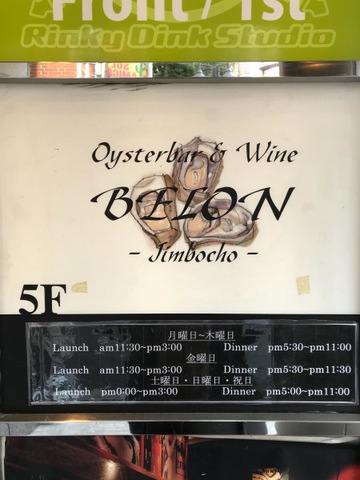 Front / 1st
Rinky Dink Studio
Oysterbar & Wine
BELON
- Jimbocho -
5F
月曜日~木曜日
Launch am11:30~pm3:00 Dinner pm5:30~pm11:00
金曜日
Launch am11:30~pm3:00 Dinner pm5:30~pm11:30
土曜日・日曜日・祝日
Launch pm0:00~pm3:00 Dinner pm5:00~pm11:00